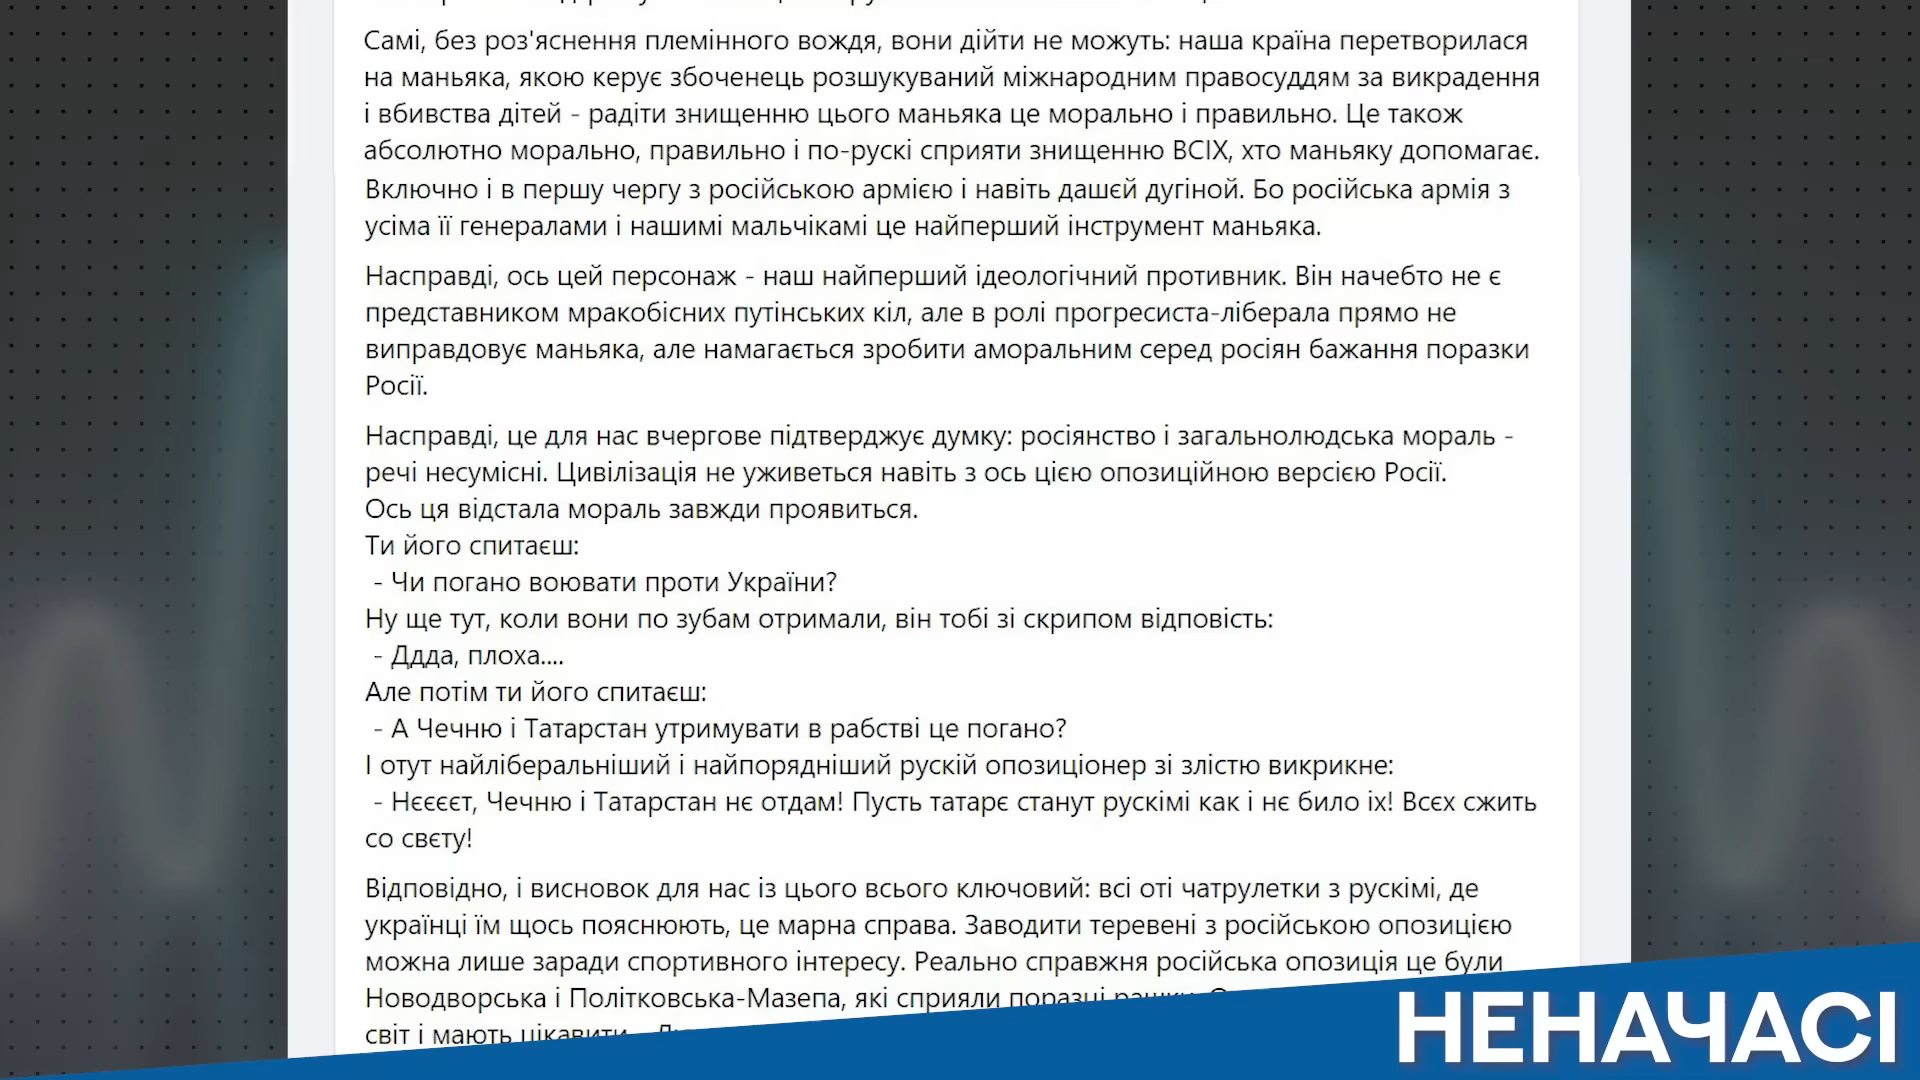 Самі, без роз'яснення племінного вождя, вони дійти не можуть: наша країна перетворилася
на маньяка, якою керує збоченець розшукуваний міжнародним правосуддям за викрадення
і вбивства дітей - радіти знищенню цього маньяка це морально і правильно. Це також
абсолютно морально, правильно і по-рускі сприяти знищенню ВСІХ, хто маньяку допомагає.
Включно і в першу чергу з російською армією і навіть дашєй дугіной. Бо російська армія з
усіма її генералами і нашимі мальчікамі це найперший інструмент маньяка.
Насправді, ось цей персонаж - наш найперший ідеологічний противник. Він начебто не є
представником мракобісних путінських кіл, але в ролі прогресиста-ліберала прямо не
виправдовує маньяка, але намагається зробити аморальним серед росіян бажання поразки
Росії.
Насправді, це для нас вчергове підтверджує думку: росіянство і загальнолюдська мораль -
речі несумісні. Цивілізація не уживеться навіть з ось цією опозиційною версією Росії.
Ось ця відстала мораль завжди проявиться.
Ти його спитаєш:
- Чи погано воювати проти України?
Ну ще тут, коли вони по зубам отримали, він тобі зі скрипом відповість:
- Ддда, плоха....
Але потім ти його спитаєш:
- А Чечню і Татарстан утримувати в рабстві це погано?
І отут найліберальніший і найпорядніший рускій опозиціонер зі злістю викрикне:
- Нєєєєт, Чечню і Татарстан нє отдам! Пусть татарє станут рускімі как і нє било іх! Всєх сжить
со свєту!
Відповідно, і висновок для нас із цього всього ключовий: всі оті чатрулетки з рускімі, де
українці їм щось пояснюють, це марна справа. Заводити теревені з російською опозицією
можна лише заради спортивного інтересу. Реально справжня російська опозиція це були
Новодворська і Політковська-Мазепа, які сприяли поразці
світ і мають цікавити
НЕНАЧАСІ